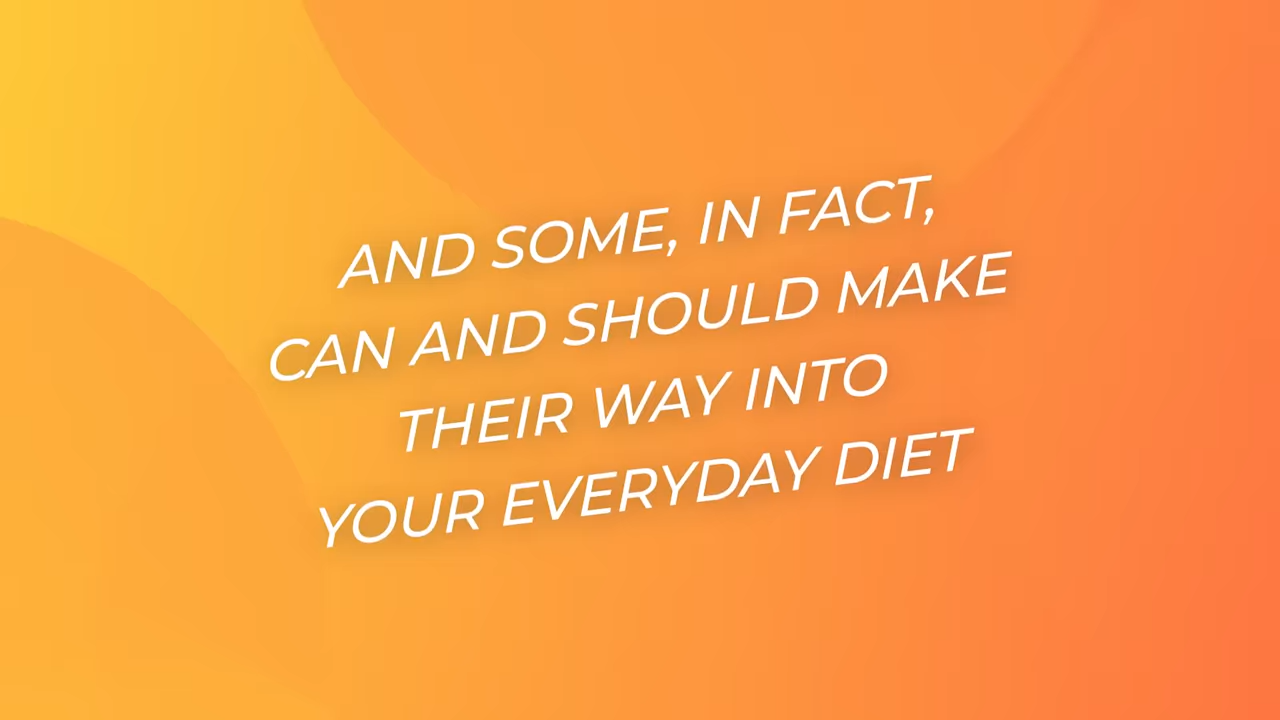 AND SOME, IN FACT,
CAN AND SHOULD MAKE
THEIR WAY INTO
YOUR EVERYDAY DIET